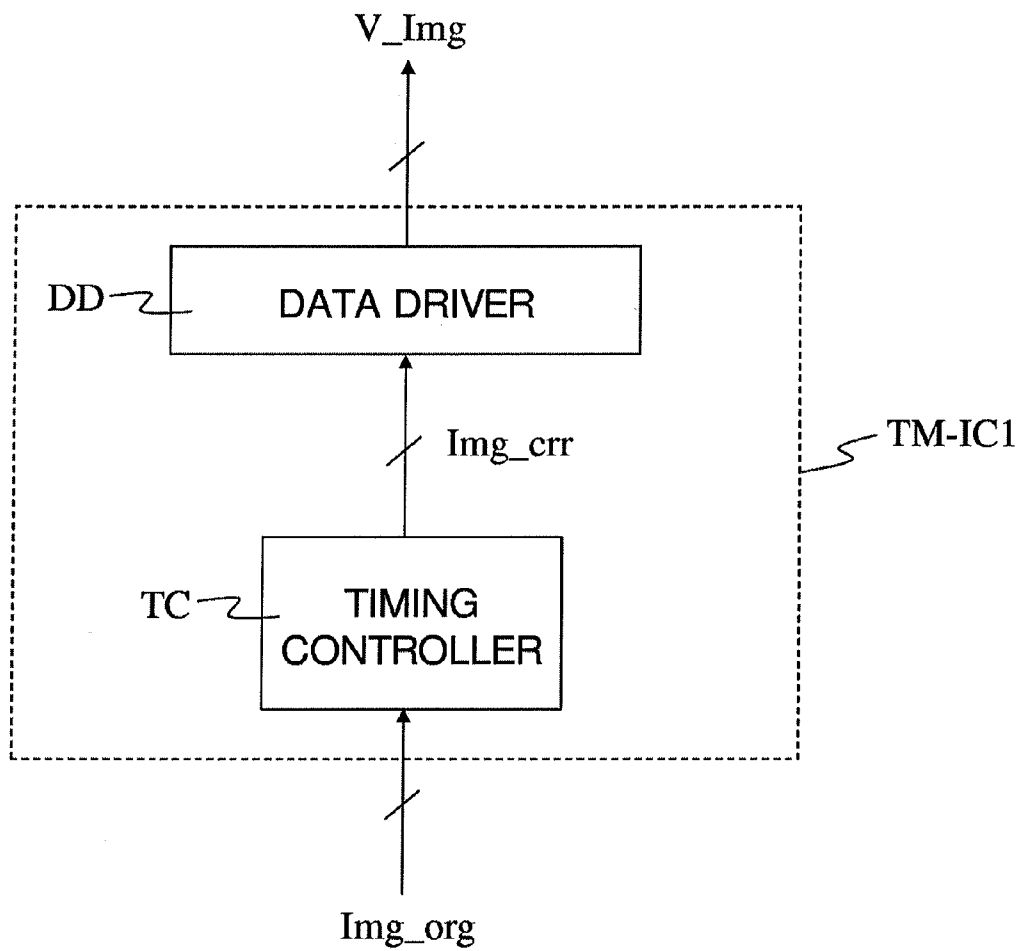 V_Img
DD
DATA DRIVER
Img_crr
TM-IC1
TC
TIMING
CONTROLLER
Img_org